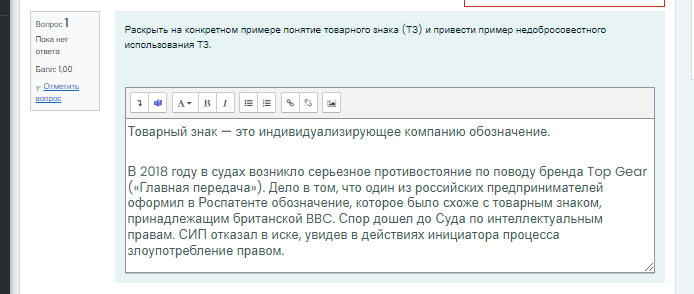 Вопрос 1
Пока нет
ответа
Балл: 1,00
Отметить
вопрос
Раскрыть на конкретном примере понятие товарного знака (ТЗ) и привести пример недобросовестного
использования ТЗ.
A B I
Товарный знак — это индивидуализирующее компанию обозначение.
В 2018 году в судах возникло серьезное противостояние по поводу бренда Top Gear
(«Главная передача»). Дело в том, что один из российских предпринимателей
оформил в Роспатенте обозначение, которое было схоже с товарным знаком,
принадлежащим британской BBC. Спор дошел до Суда по интеллектуальным
правам. СИП отказал в иске, увидев в действиях инициатора процесса
злоупотребление правом.